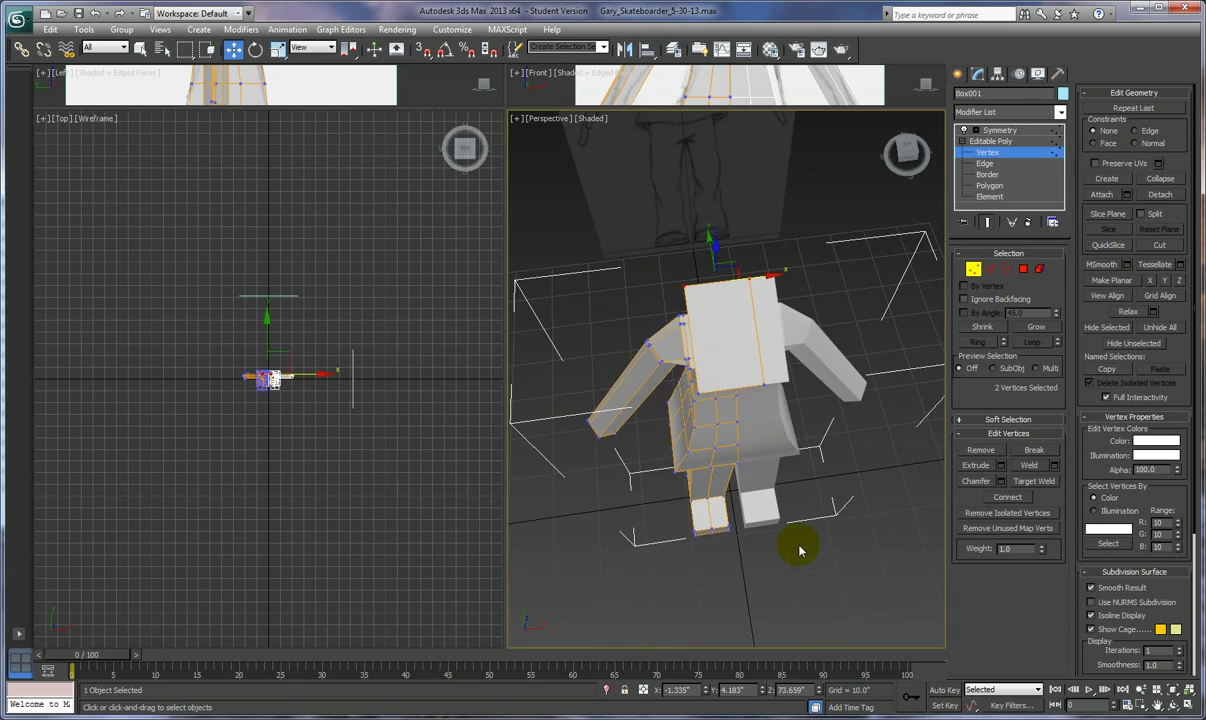 Workspace: Default
Autodesk 3ds Max 2013 x64 - Student Version Gary_Skateboarder_5-30-13.max
Type a keyword or phrase
Edit Tools Group Views Create Modifiers Animation Graph Editors Rendering Customize MAXScript Help
All View Create Selection Se
[+][Left][Shaded + Edged Faces]
[+][Front][Shaded + Edged F
[+][Top][Wireframe]
TOP
[+][Perspective][Shaded]
x
x
Box001
Modifier List
Symmetry
Editable Poly
Vertex
Edge
Border
Polygon
Element
Selection
By Vertex
Ignore Backfacing
By Angle: 45.0
Shrink Grow
Ring Loop
Preview Selection
Off SubObj Multi
2 Vertices Selected
Soft Selection
Edit Vertices
Remove Break
Extrude Weld
Chamfer Target Weld
Connect
Remove Isolated Vertices
Remove Unused Map Verts
Weight: 1.0
Edit Geometry
Repeat Last
Constraints
None Edge
Face Normal
Preserve UVs
Create Collapse
Attach Detach
Slice Plane Split
Slice Reset Plane
QuickSlice Cut
MSmooth Tessellate
Make Planar X Y Z
View Align Grid Align
Relax
Hide Selected Unhide All
Hide Unselected
Named Selections:
Copy Paste
Delete Isolated Vertices
Full Interactivity
Vertex Properties
Edit Vertex Colors
Color:
Illumination:
Alpha: 100.0
Select Vertices By
Color Range:
Illumination R: 10
G: 10
Select B: 10
Subdivision Surface
Smooth Result
Use NURMS Subdivision
Isoline Display
Show Cage......
Display
Iterations: 1
Smoothness: 1.0
0 / 100
0 5 10 15 20 25 30 35 40 45 50 55 60 65 70 75 80 85 90 95 100
1 Object Selected X: -1.335" Y: 4.183" Z: 73.659" Grid = 10.0" Auto Key Selected
Welcome to M Click or click-and-drag to select objects Add Time Tag Set Key Key Filters... 0